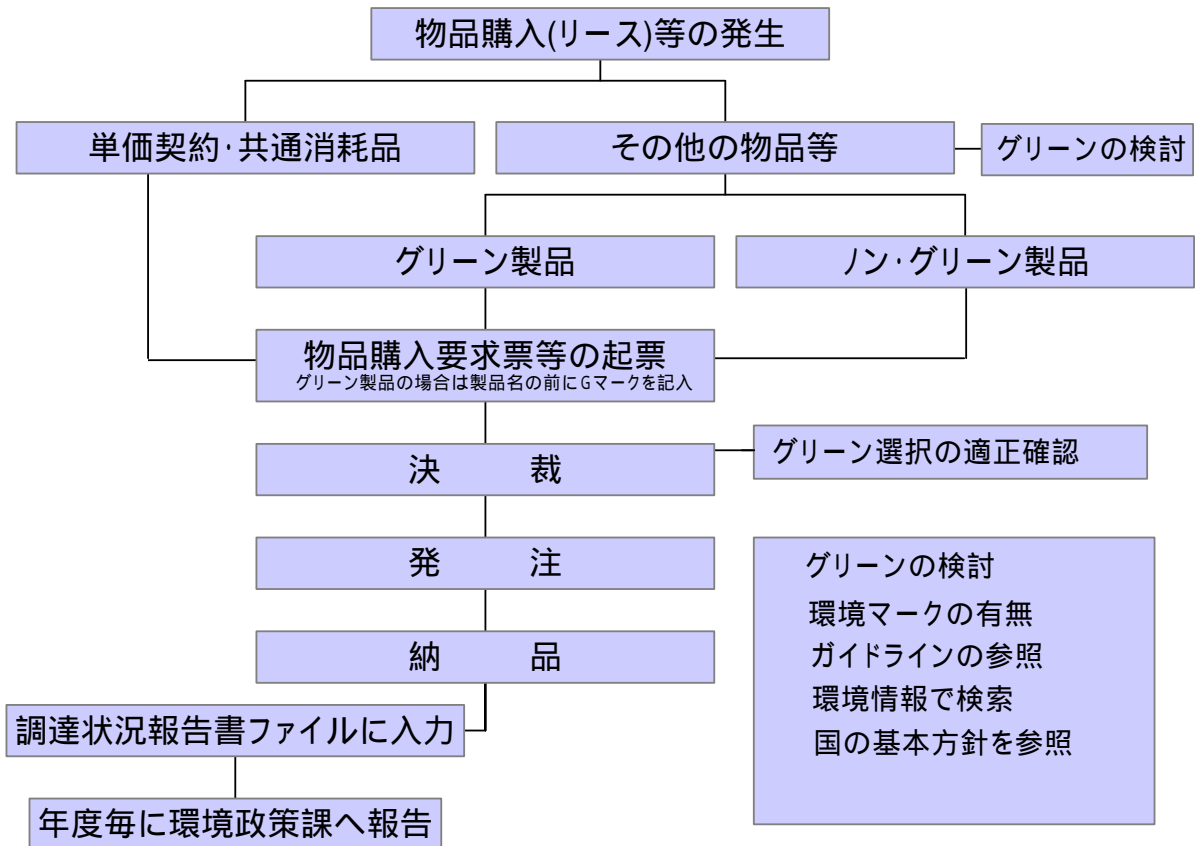 物品購入(リース)等の発生
単価契約・共通消耗品
その他の物品等
グリーンの検討
グリーン製品
ノン・グリーン製品
物品購入要求票等の起票
グリーン製品の場合は製品名の前にGマークを記入
決　　裁
グリーン選択の適正確認
発　　注
納　　品
グリーンの検討
環境マークの有無
ガイドラインの参照
環境情報で検索
国の基本方針を参照
調達状況報告書ファイルに入力
年度毎に環境政策課へ報告